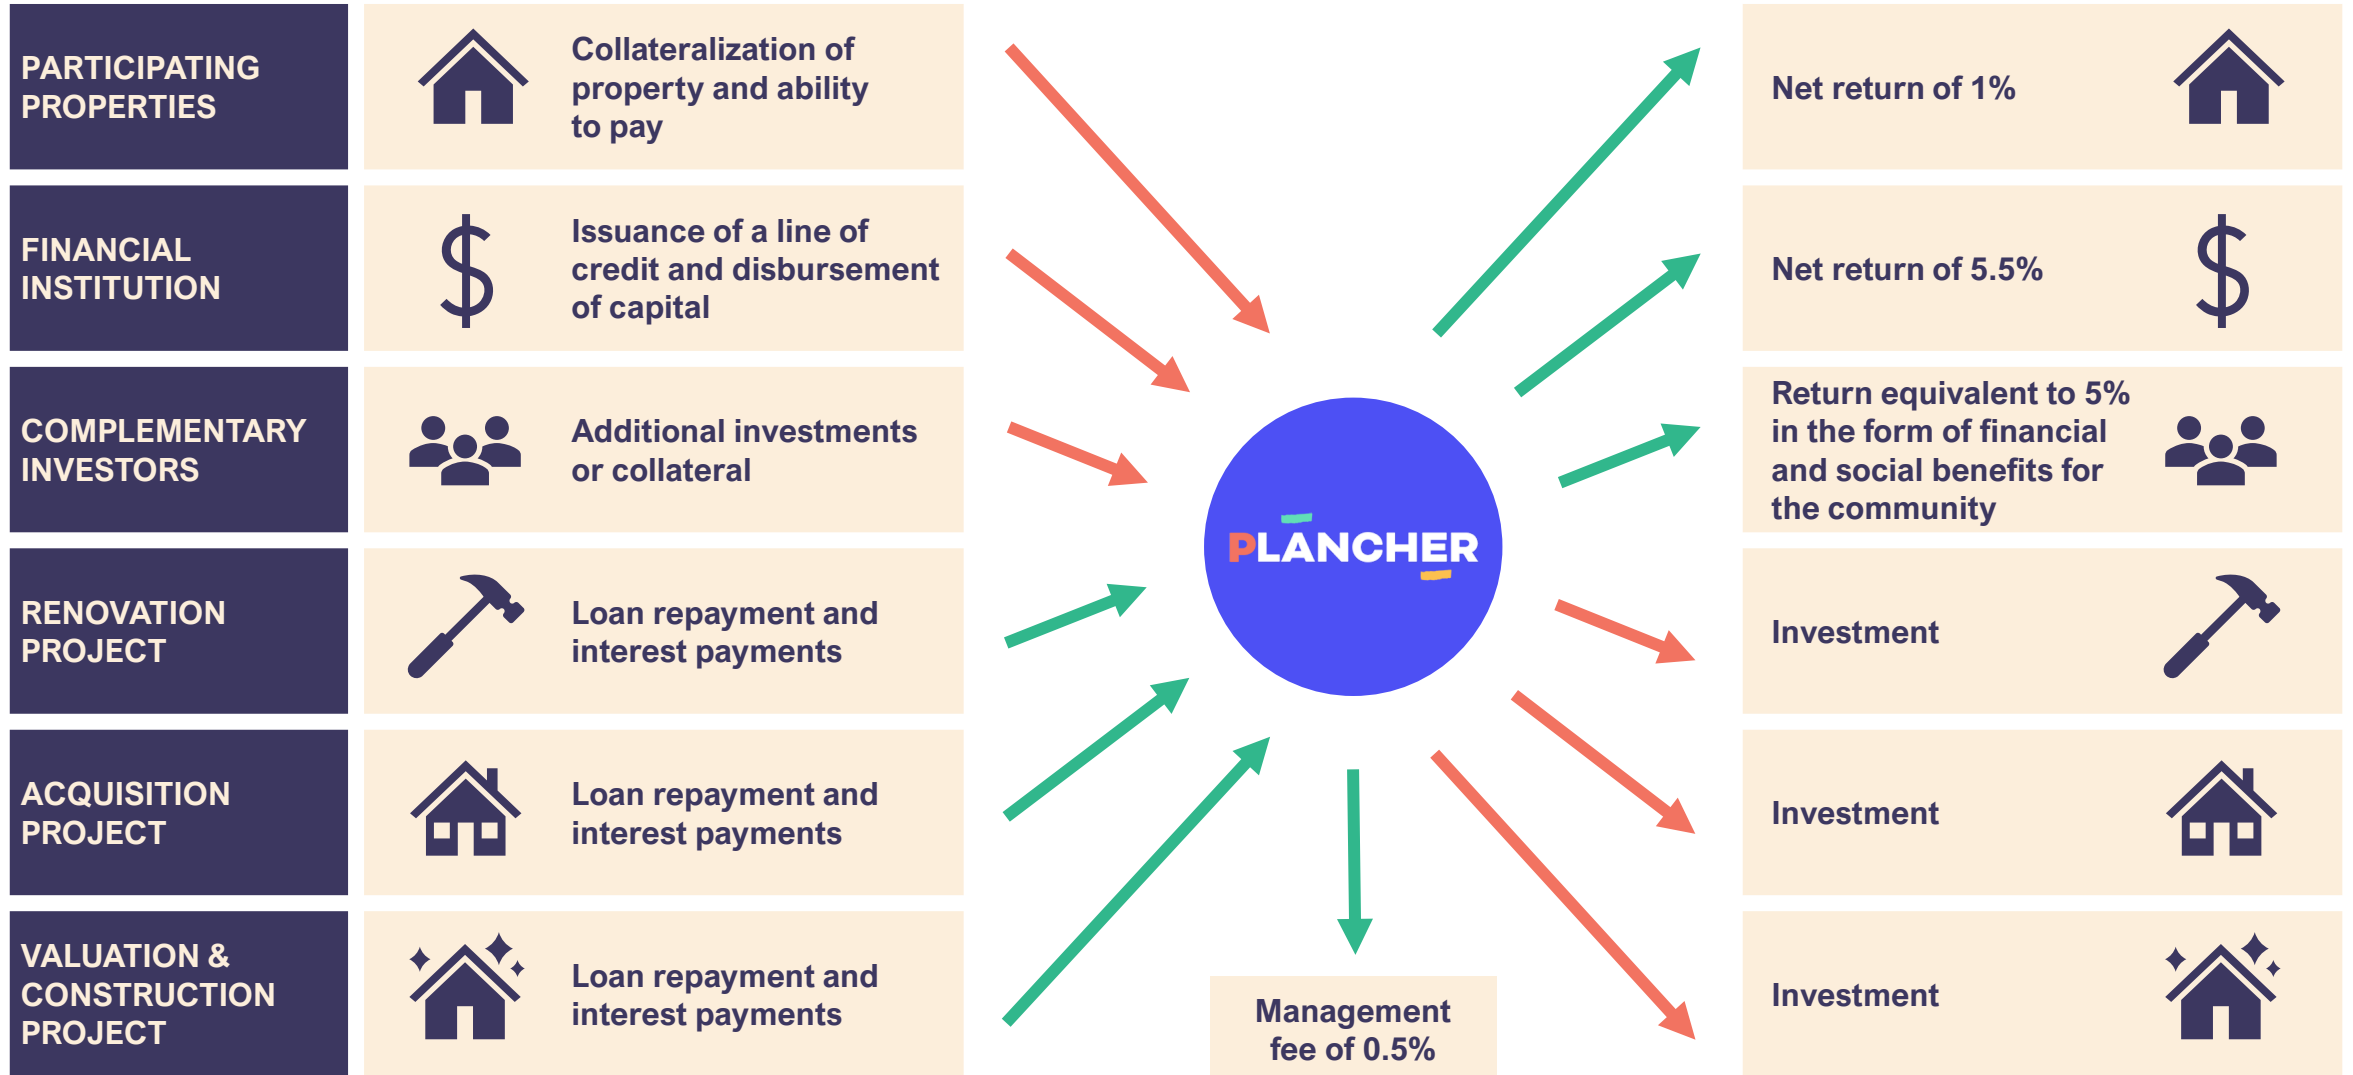 PARTICIPATING
PROPERTIES
Collateralization of
property and ability
to pay
Net return of 1%
FINANCIAL
INSTITUTION
Issuance of a line of
credit and disbursement
of capital
Net return of 5.5%
COMPLEMENTARY
INVESTORS
Additional investments
or collateral
Return equivalent to 5%
in the form of financial
and social benefits for
the community
PLANCHER
RENOVATION
PROJECT
Loan repayment and
interest payments
Investment
ACQUISITION
PROJECT
Loan repayment and
interest payments
Investment
VALUATION &
CONSTRUCTION
PROJECT
Loan repayment and
interest payments
Management
fee of 0.5%
Investment